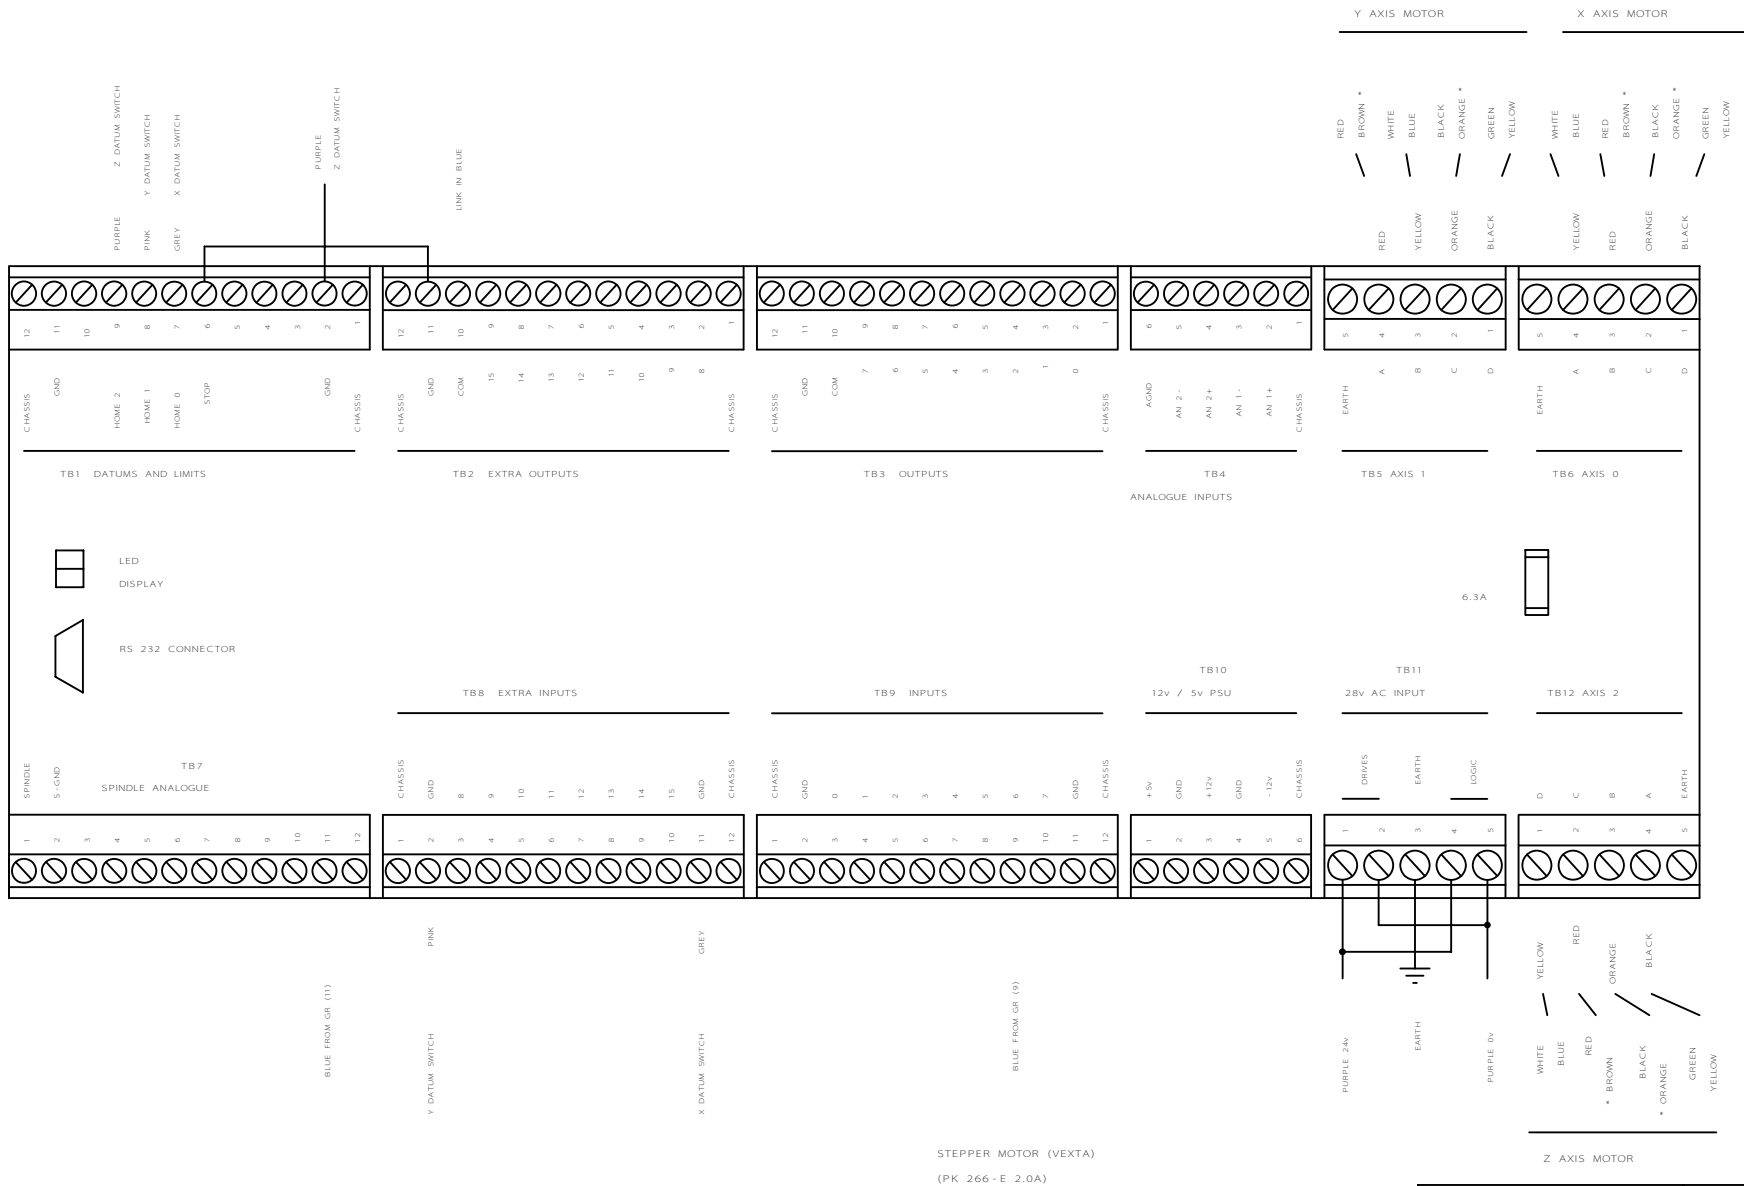 Y AXIS MOTOR
X AXIS MOTOR
Z DATUM SWITCH
Y DATUM SWITCH
X DATUM SWITCH
PURPLE
PINK
GREY
PURPLE
Z DATUM SWITCH
LINK IN BLUE
RED
BROWN *
WHITE
BLUE
BLACK
ORANGE *
GREEN
YELLOW
WHITE
BLUE
RED
BROWN *
BLACK
ORANGE *
GREEN
YELLOW
RED
YELLOW
ORANGE
BLACK
YELLOW
RED
ORANGE
BLACK
12 11 10 9 8 7 6 5 4 3 2 1
12 11 10 9 8 7 6 5 4 3 2 1
12 11 10 9 8 7 6 5 4 3 2 1
6 5 4 3 2 1
5 4 3 2 1
5 4 3 2 1
CHASSIS
GND
HOME 2
HOME 1
HOME 0
STOP
GND
CHASSIS
CHASSIS
GND
COM
15 14 13 12 11 10 9 8
CHASSIS
CHASSIS
GND
COM
7 6 5 4 3 2 1 0
CHASSIS
AGND
AN 2 -
AN 2 +
AN 1 -
AN 1 +
CHASSIS
EARTH
A B C D
EARTH
A B C D
TB1 DATUMS AND LIMITS
TB2 EXTRA OUTPUTS
TB3 OUTPUTS
TB4
ANALOGUE INPUTS
TB5 AXIS 1
TB6 AXIS 0
LED
DISPLAY
6.3A
RS 232 CONNECTOR
TB8 EXTRA INPUTS
TB9 INPUTS
TB10
12v / 5v PSU
TB11
28v AC INPUT
TB12 AXIS 2
SPINDLE
S - GND
TB7
SPINDLE ANALOGUE
CHASSIS
GND
8 9 10 11 12 13 14 15
GND
CHASSIS
CHASSIS
GND
0 1 2 3 4 5 6 7
GND
CHASSIS
+ 5v
GND
+ 12v
GND
- 12v
CHASSIS
DRIVES
EARTH
LOGIC
D C B A
EARTH
1 2 3 4 5 6 7 8 9 10 11 12
1 2 3 4 5 6 7 8 9 10 11 12
1 2 3 4 5 6 7 8 9 10 11 12
1 2 3 4 5 6
1 2 3 4 5
1 2 3 4 5
PINK
GREY
BLUE FROM GR (11)
BLUE FROM GR (9)
Y DATUM SWITCH
X DATUM SWITCH
PURPLE 24v
EARTH
PURPLE 0v
YELLOW
RED
ORANGE
BLACK
WHITE
BLUE
RED
* BROWN
BLACK
* ORANGE
GREEN
YELLOW
STEPPER MOTOR (VEXTA)
(PK 266 - E 2.0A)
Z AXIS MOTOR